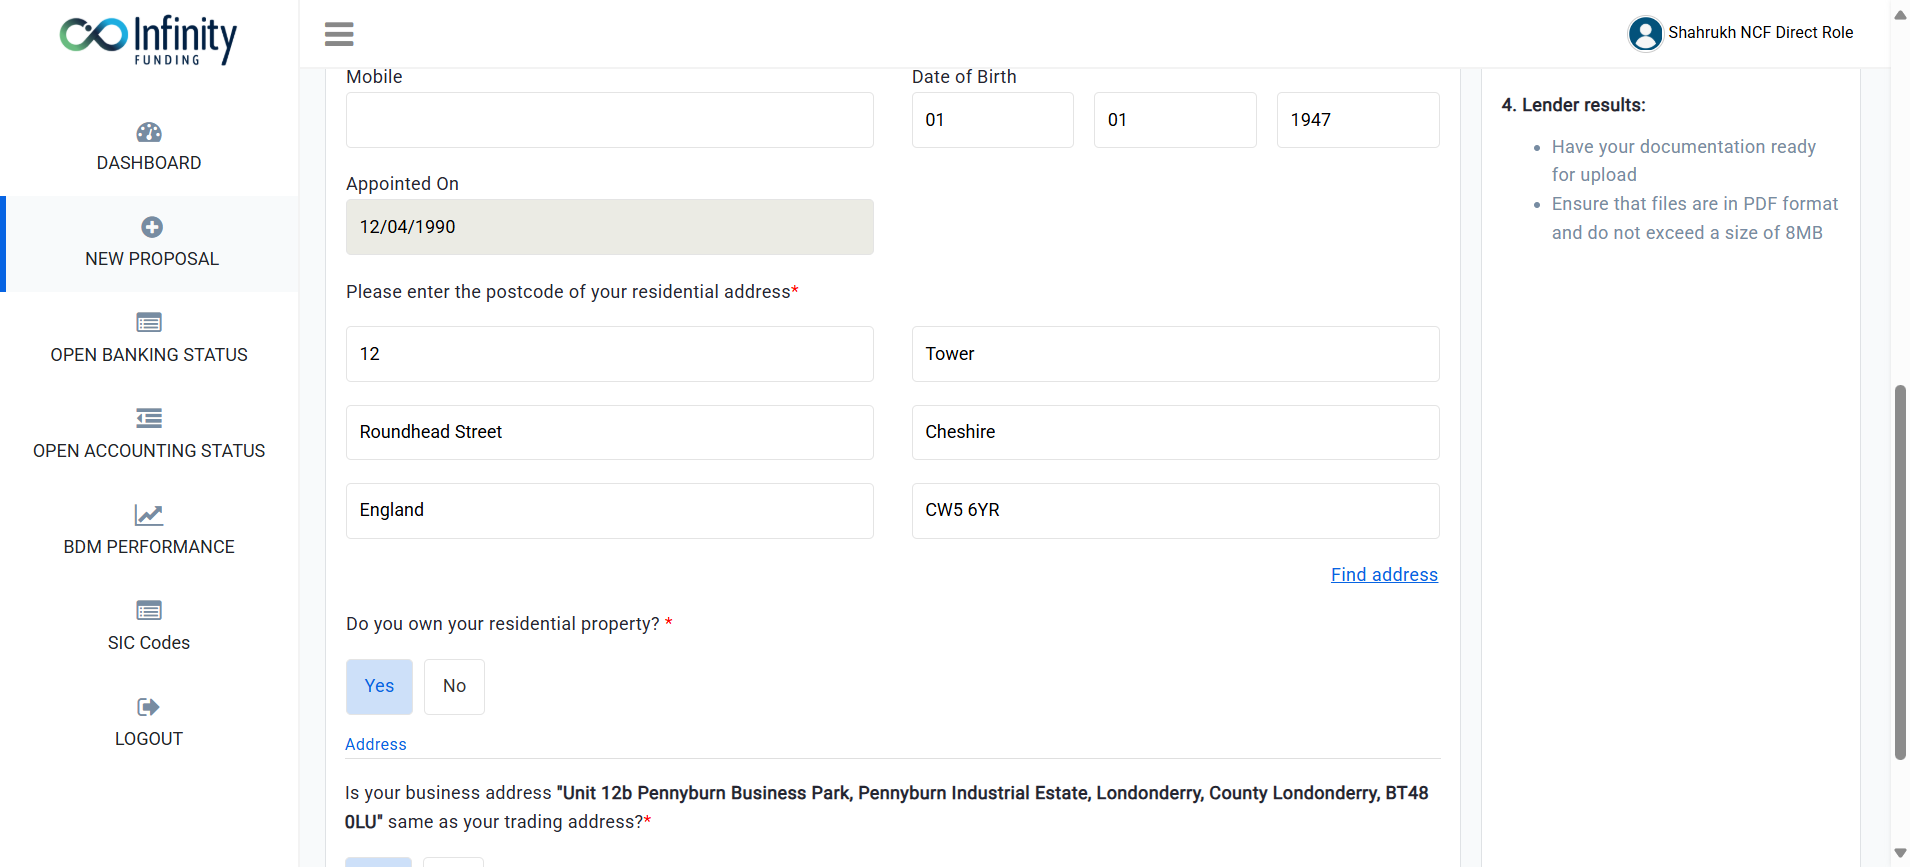 Infinity
FUNDING
Shahrukh NCF Direct Role
DASHBOARD
NEW PROPOSAL
OPEN BANKING STATUS
OPEN ACCOUNTING STATUS
BDM PERFORMANCE
SIC Codes
LOGOUT
Mobile
Date of Birth
01
01
1947
Appointed On
12/04/1990
Please enter the postcode of your residential address*
12
Tower
Roundhead Street
Cheshire
England
CW5 6YR
Find address
Do you own your residential property? *
Yes
No
Address
Is your business address "Unit 12b Pennyburn Business Park, Pennyburn Industrial Estate, Londonderry, County Londonderry, BT48
0LU" same as your trading address?*
4. Lender results:
• Have your documentation ready
for upload
• Ensure that files are in PDF format
and do not exceed a size of 8MB